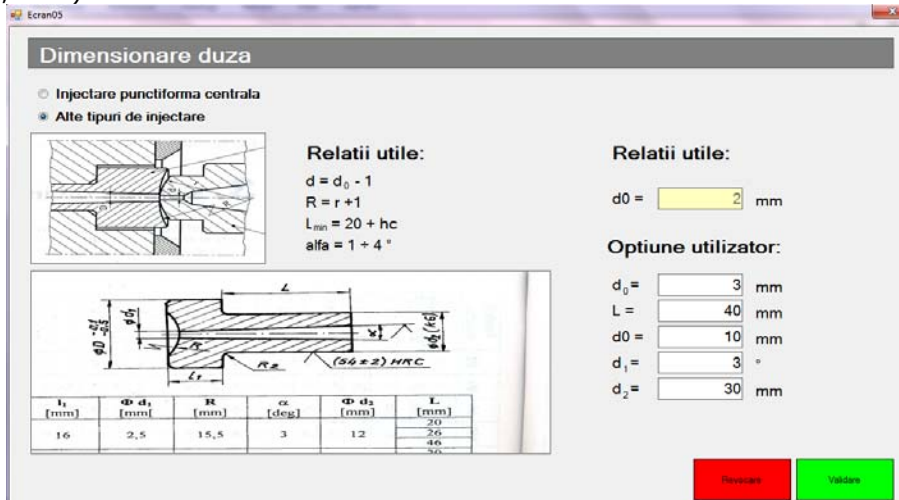 Ecran05
Dimensionare duza
Injectare punctiforma centrala
Alte tipuri de injectare
Relatii utile:
d = d₀ - 1
R = r +1
Lmin = 20 + hc
alfa = 1 ÷ 4 °
Relatii utile:
d0 = 2 mm
Optiune utilizator:
d₀= 3 mm
L = 40 mm
d0 = 10 mm
d₁= 3 °
d₂= 30 mm
L
R
R2
(54±2) HRC
L₁
l₁ Φ d₁ R α Φ d₂ L
[mm] [mm[ [mm] [deg] [mm] [mm]
16 2,5 15,5 3 12 20
26
46
Revocare Validare